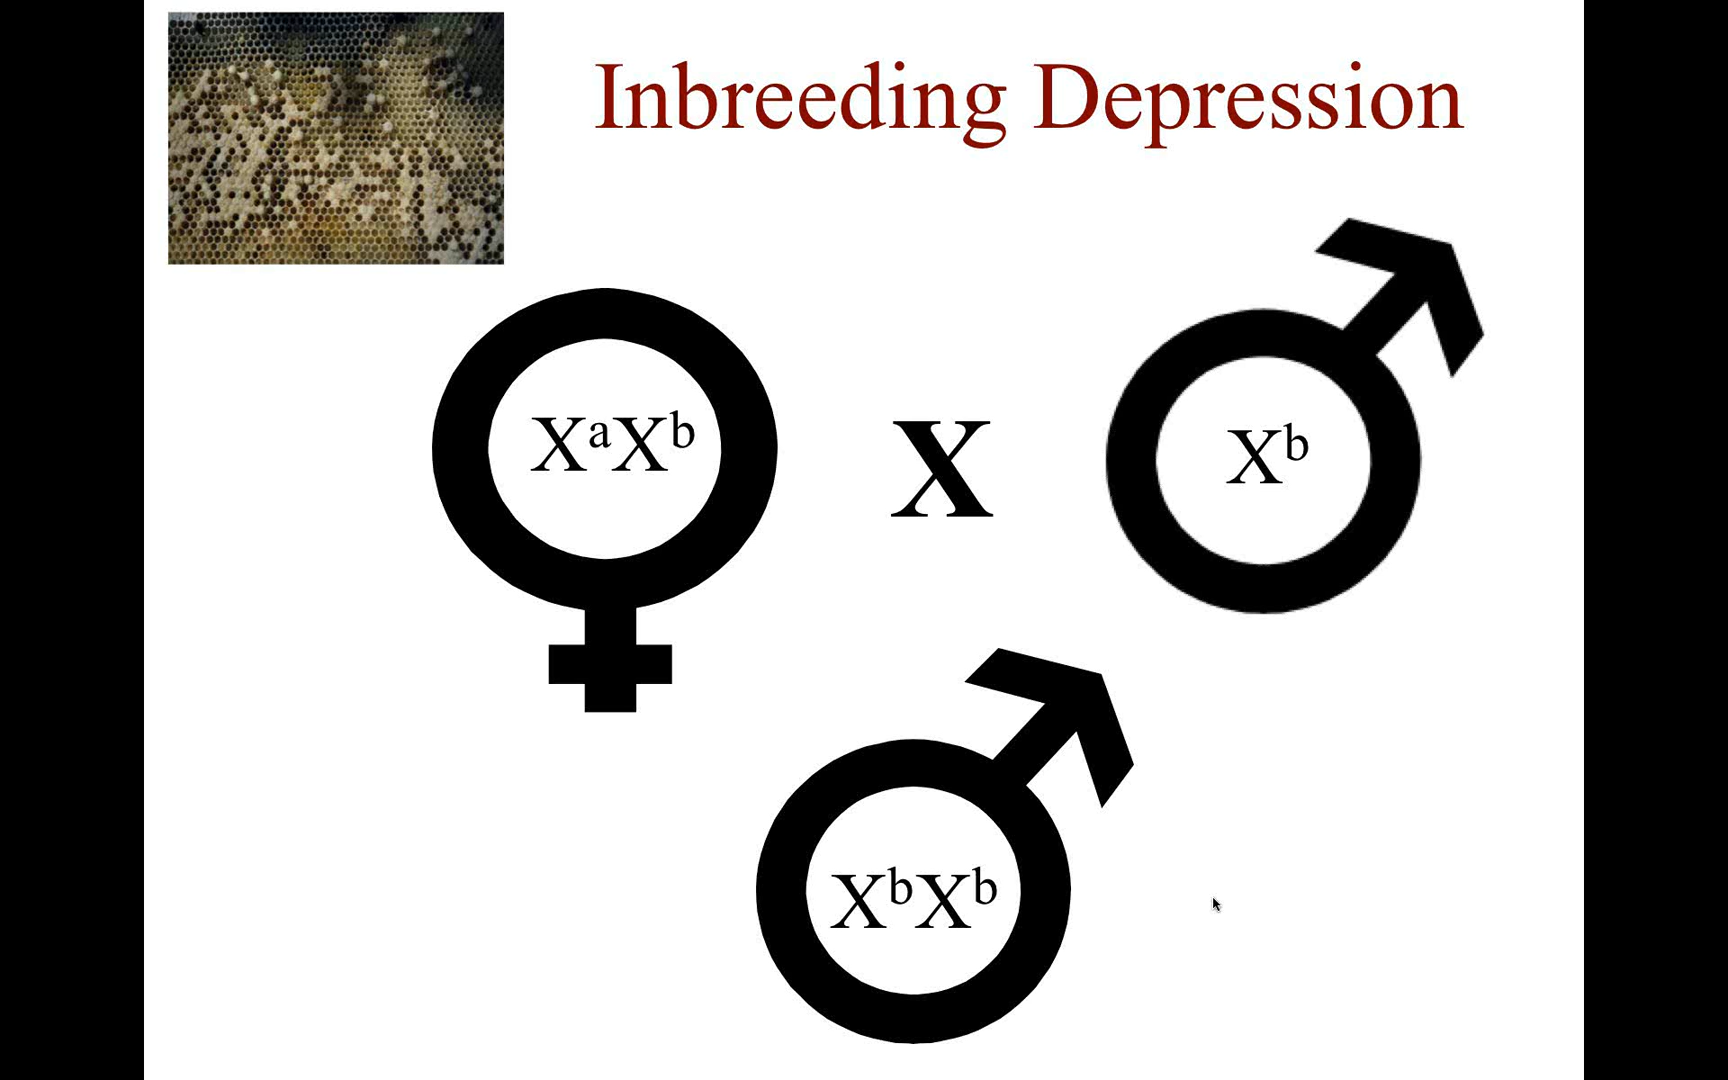 Inbreeding Depression
XᵃXᵇ
X
Xᵇ
XᵇXᵇ